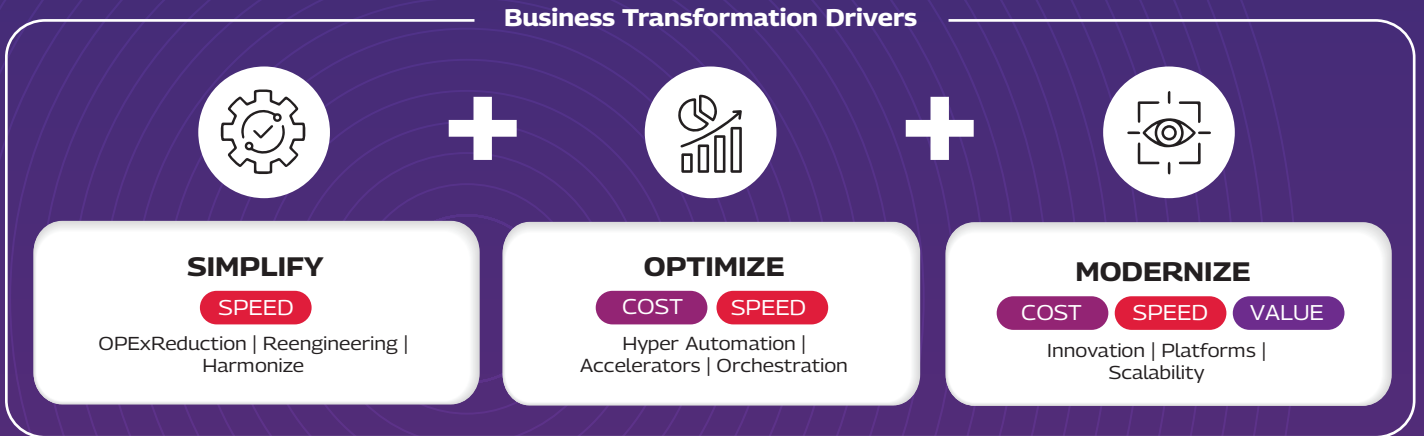 Business Transformation Drivers
SIMPLIFY
SPEED
OPExReduction | Reengineering |
Harmonize
OPTIMIZE
COST SPEED
Hyper Automation |
Accelerators | Orchestration
MODERNIZE
COST SPEED VALUE
Innovation | Platforms |
Scalability